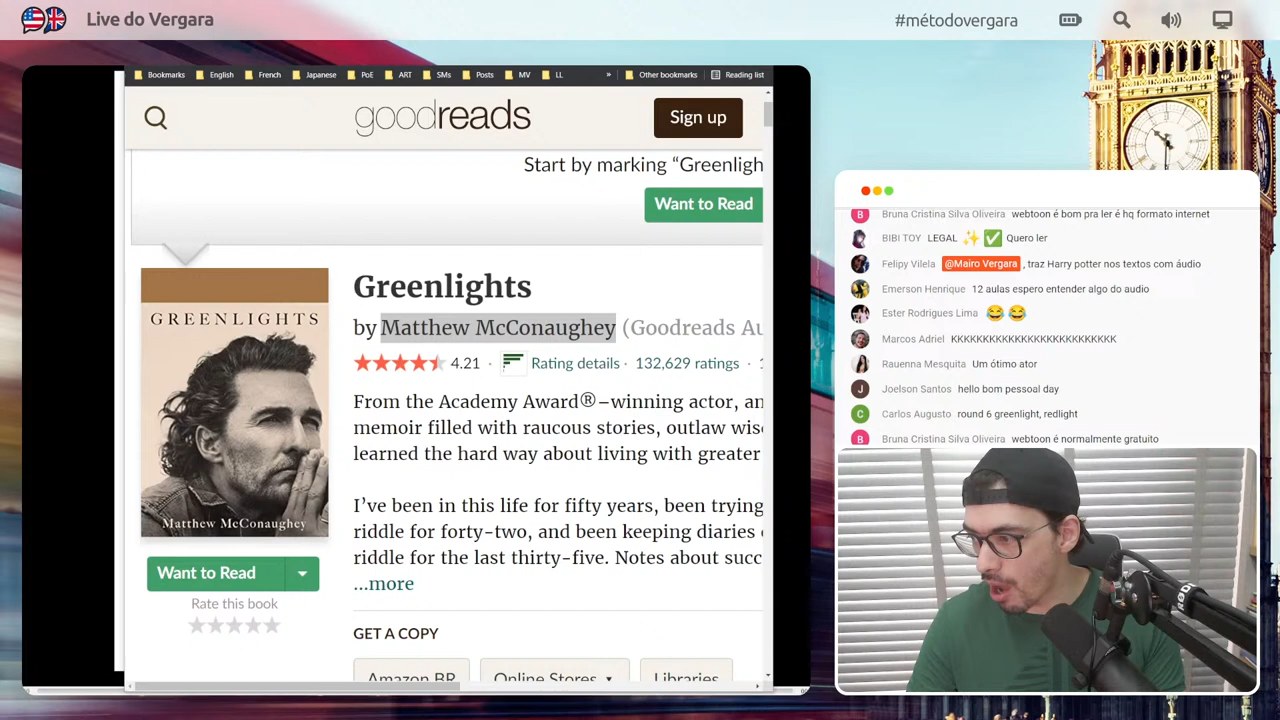 Live do Vergara
#métodovergara
Bookmarks English French Japanese PoE ART SMs Posts MV LL » Other bookmarks Reading list
goodreads
Sign up
Start by marking “Greenligh
Want to Read
GREENLIGHTS
Matthew McConaughey
Want to Read
Rate this book
Greenlights
by Matthew McConaughey (Goodreads Au
4.21 · Rating details · 132,629 ratings ·
From the Academy Award®–winning actor, an
memoir filled with raucous stories, outlaw wis
learned the hard way about living with greater
I’ve been in this life for fifty years, been trying
riddle for forty-two, and been keeping diaries
riddle for the last thirty-five. Notes about succ
...more
GET A COPY
Amazon BR Online Stores Libraries
B Bruna Cristina Silva Oliveira webtoon é bom pra ler é hq formato internet
BIBI TOY LEGAL ✨ ✅ Quero ler
Felipy Vilela @Mairo Vergara , traz Harry potter nos textos com áudio
Emerson Henrique 12 aulas espero entender algo do audio
Ester Rodrigues Lima 😂 😂
Marcos Adriel KKKKKKKKKKKKKKKKKKKKKKKKK
Rauenna Mesquita Um ótimo ator
J Joelson Santos hello bom pessoal day
C Carlos Augusto round 6 greenlight, redlight
B Bruna Cristina Silva Oliveira webtoon é normalmente gratuito
RØDE